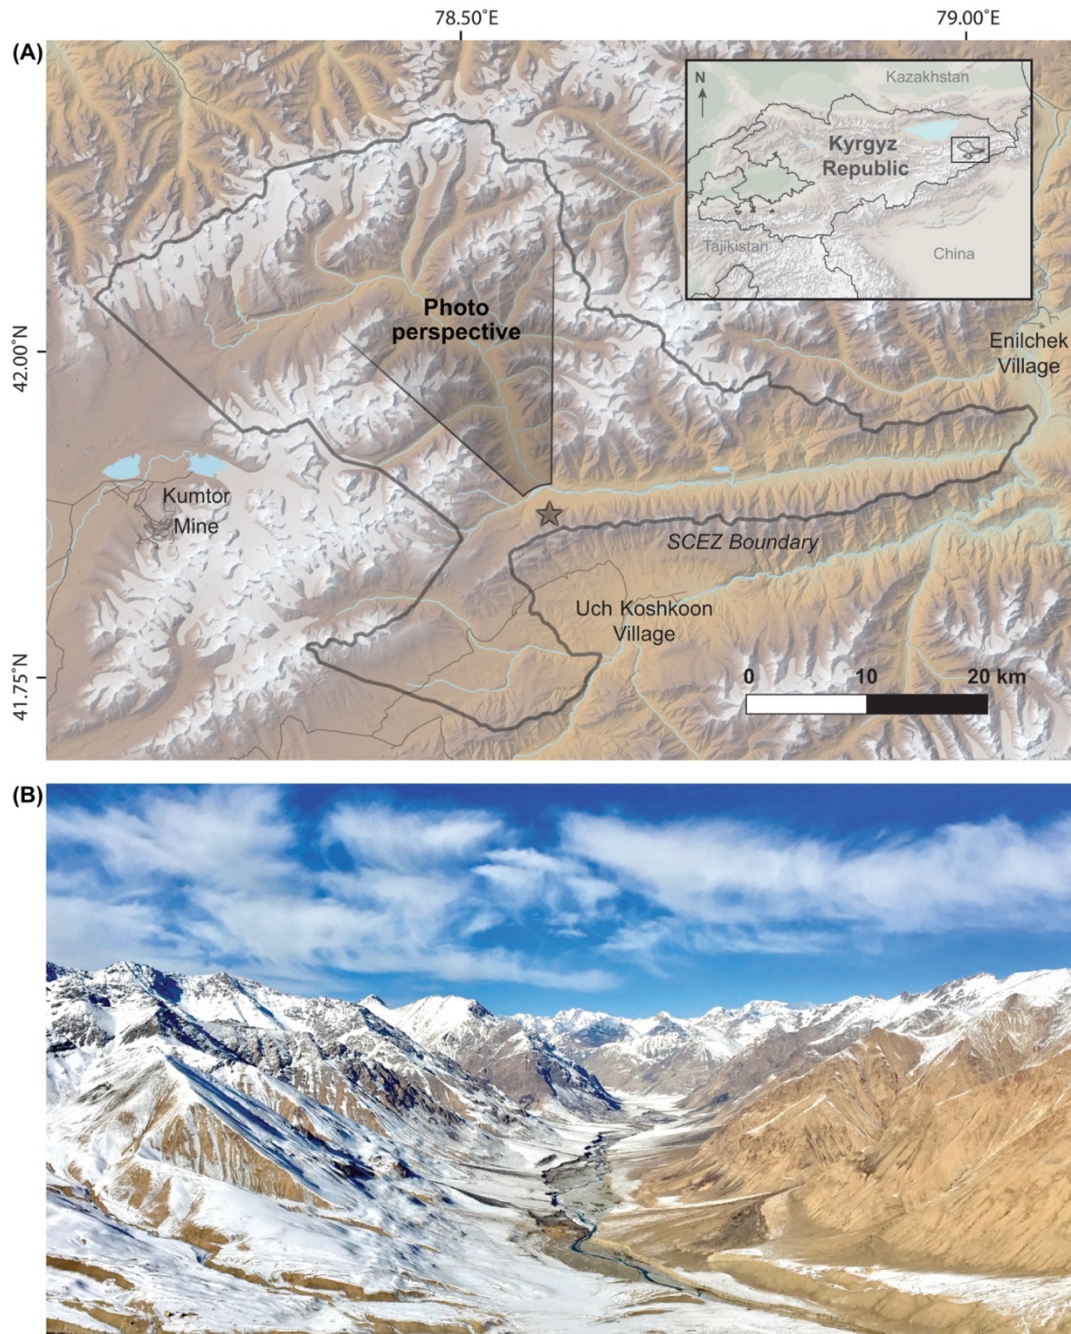 78.50°E
79.00°E
(A)
N
Kazakhstan
Kyrgyz
Republic
Tajikistan
China
Photo
perspective
42.00°N
Enilchek
Village
Kumtor
Mine
SCEZ Boundary
Uch Koshkoon
Village
41.75°N
0
10
20 km
(B)